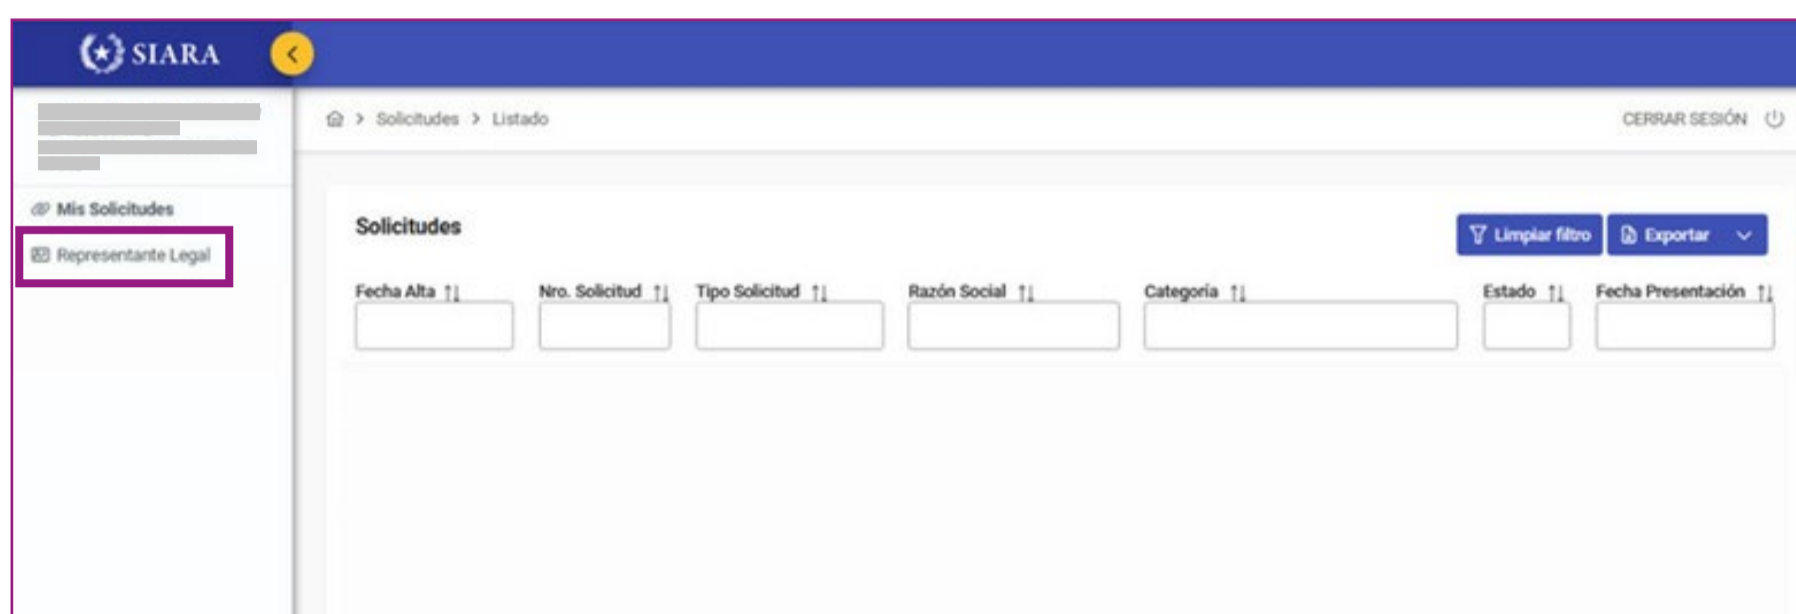 SIARA
Solicitudes > Listado
CERRAR SESIÓN
Mis Solicitudes
Representante Legal
Solicitudes
Limpiar filtro
Exportar
Fecha Alta Nro. Solicitud Tipo Solicitud Razón Social Categoría Estado Fecha Presentación